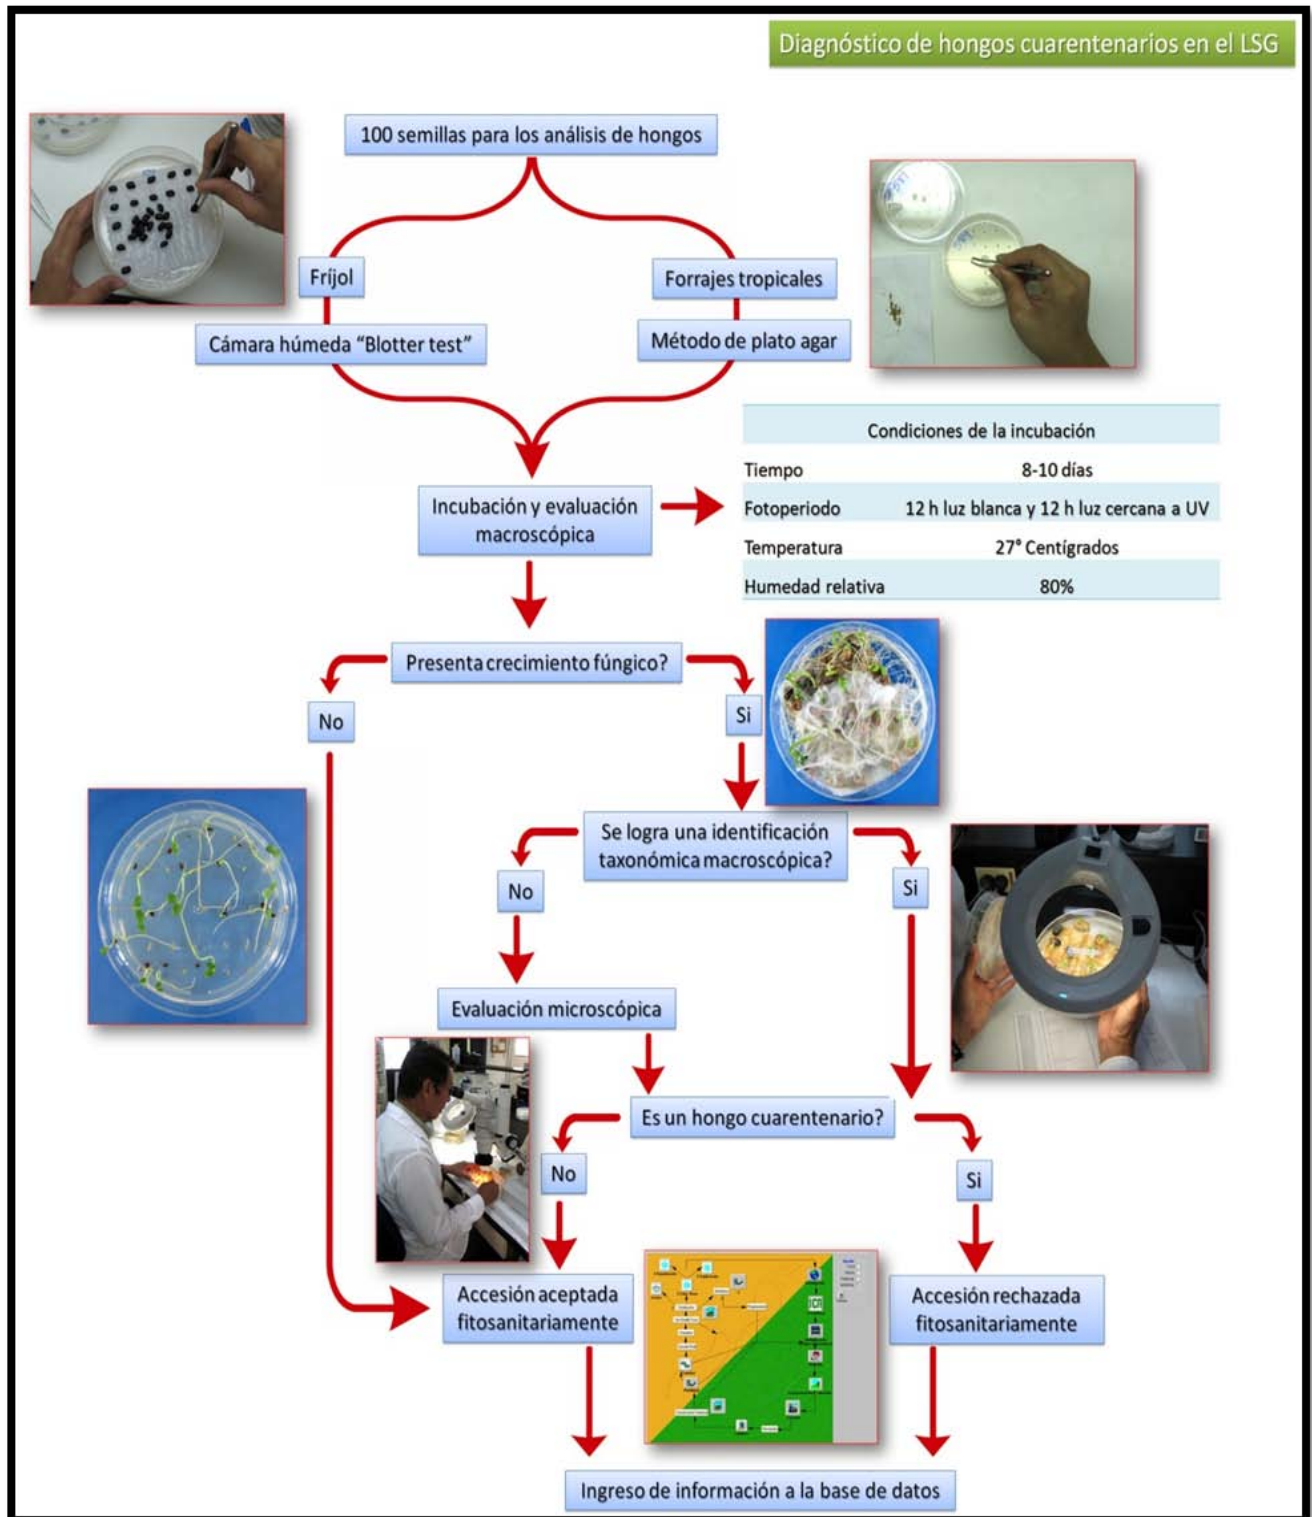 Diagnóstico de hongos cuarentenarios en el LSG
100 semillas para los análisis de hongos
Fríjol
Forrajes tropicales
Cámara húmeda “Blotter test”
Método de plato agar
Condiciones de la incubación
Tiempo 8-10 días
Fotoperiodo 12 h luz blanca y 12 h luz cercana a UV
Temperatura 27° Centígrados
Humedad relativa 80%
Incubación y evaluación
macroscópica
Presenta crecimiento fúngico?
No
Si
Se logra una identificación
taxonómica macroscópica?
No
Si
Evaluación microscópica
Es un hongo cuarentenario?
No
Si
Accesión aceptada
fitosanitariamente
Accesión rechazada
fitosanitariamente
Ingreso de información a la base de datos